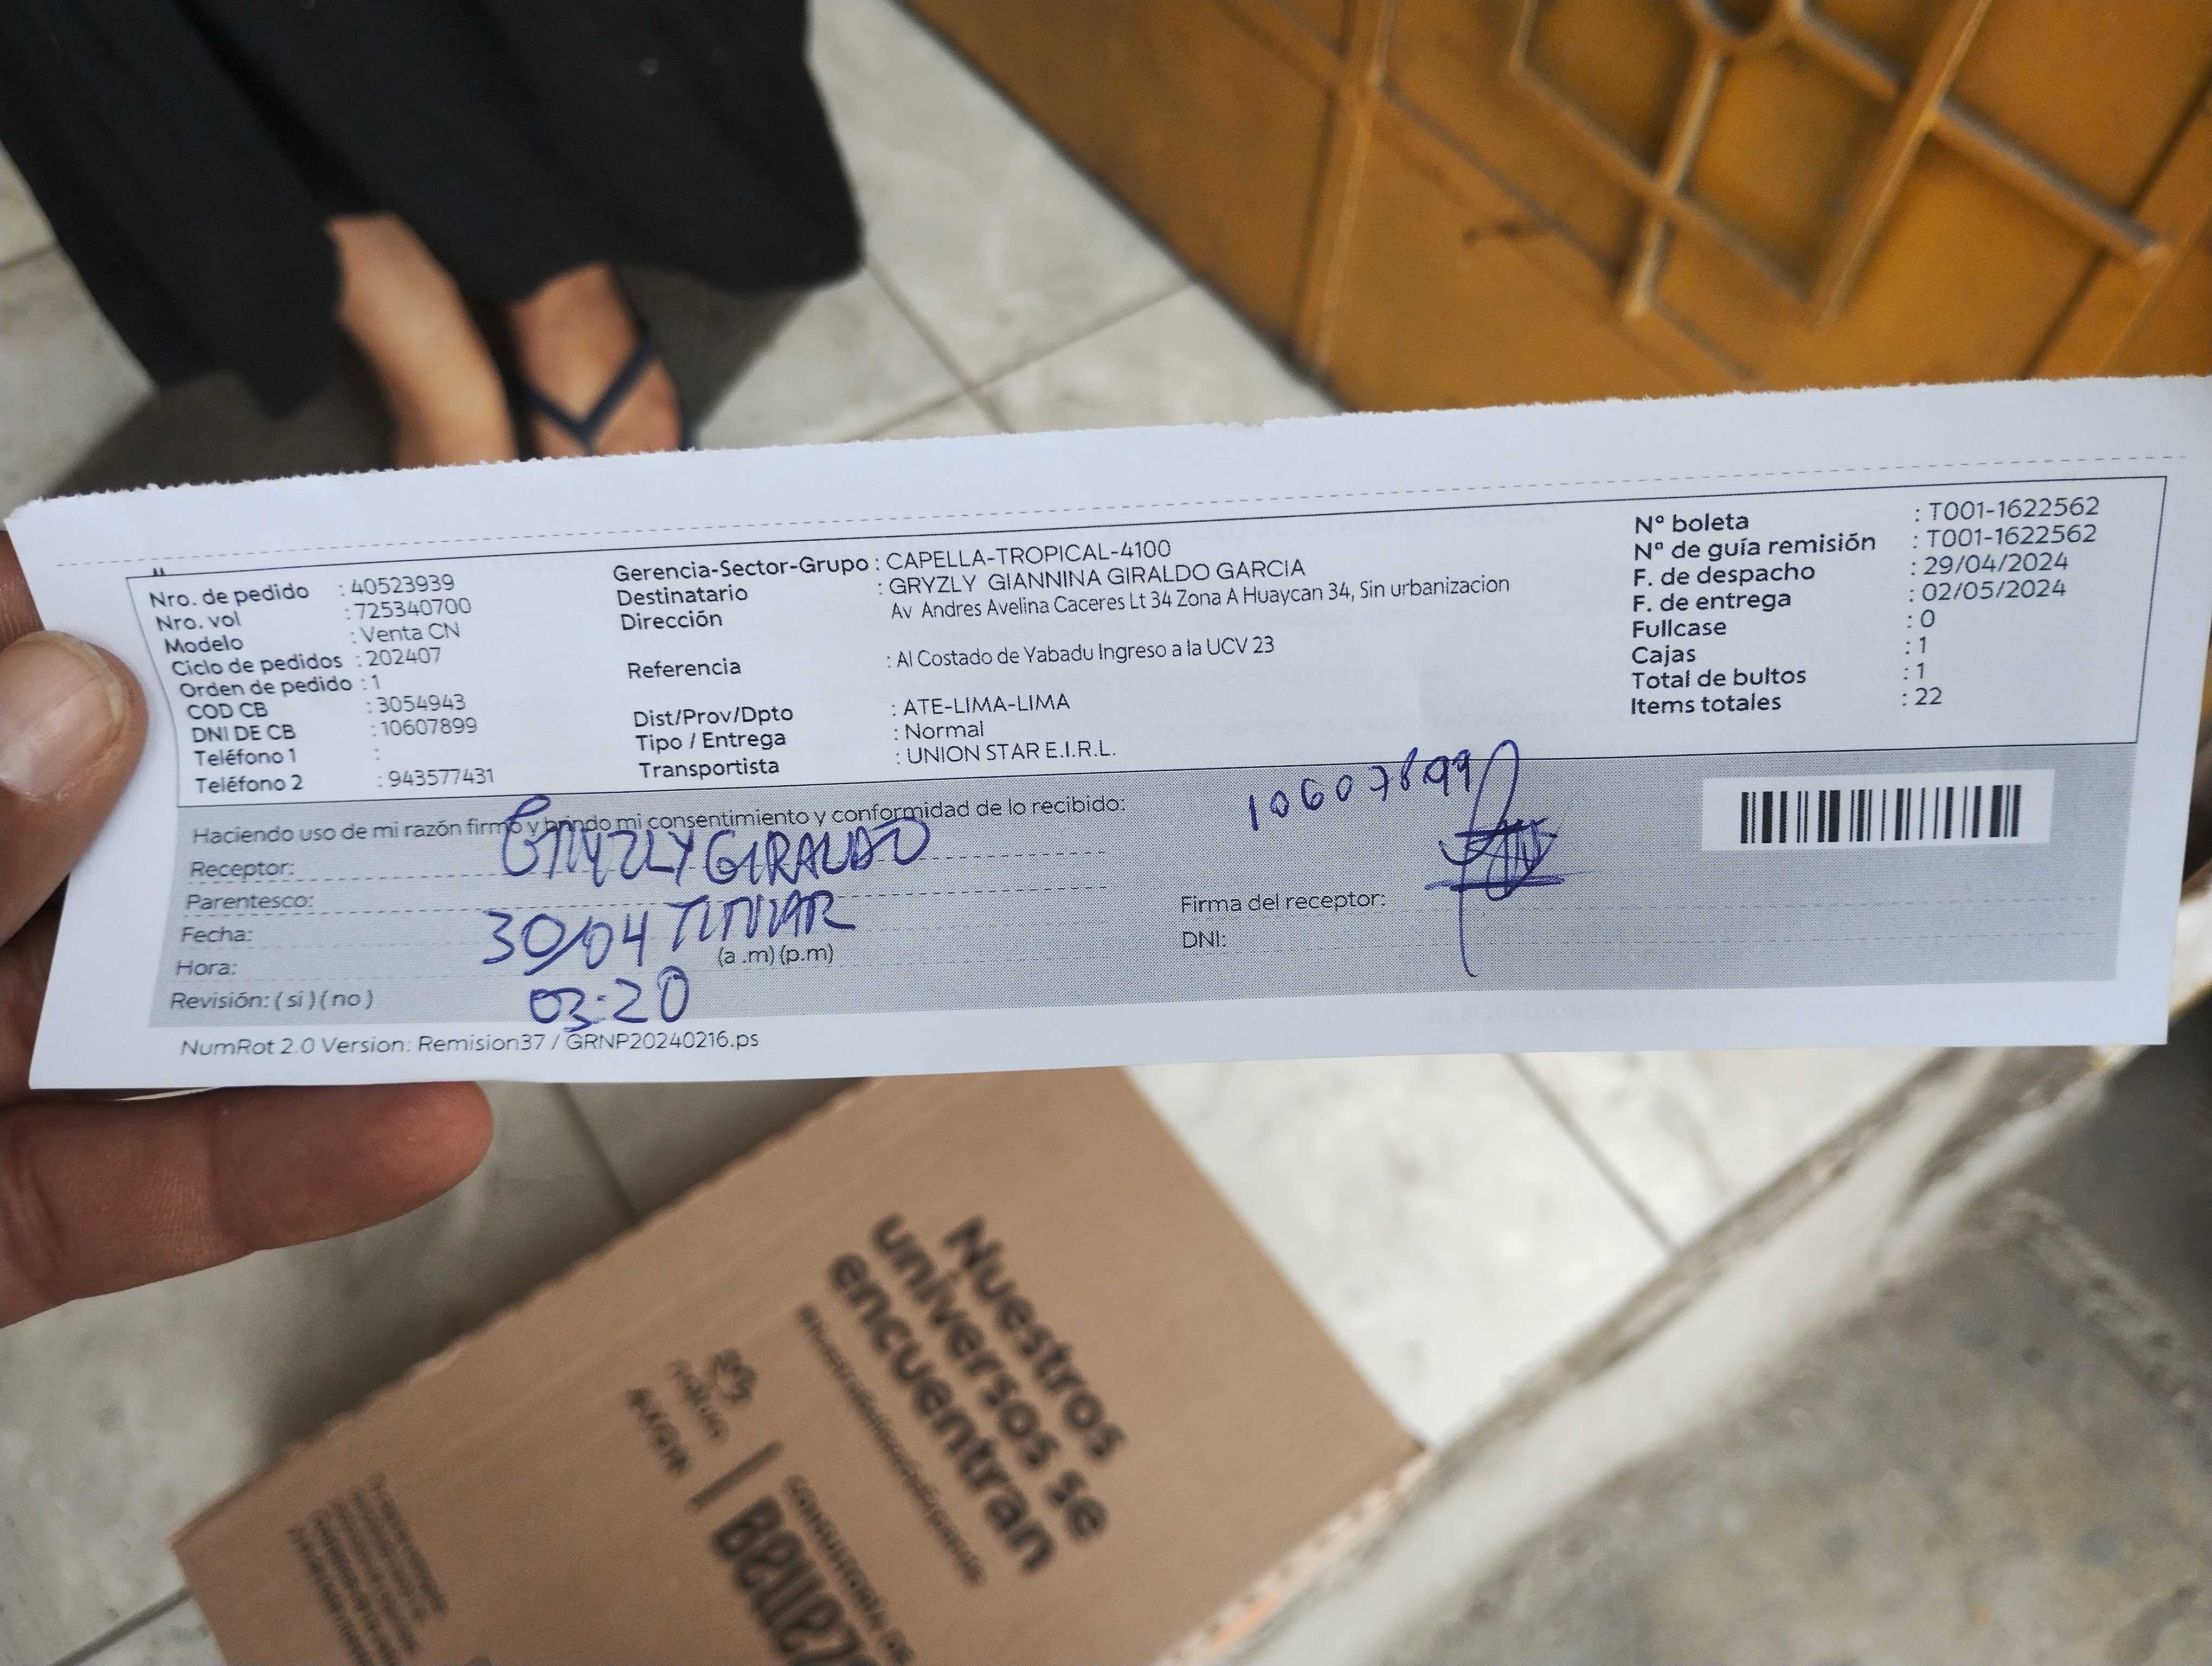 Nro. de pedido : 40523939
Nro. vol : 725340700
Modelo : Venta CN
Ciclo de pedidos : 202407
Orden de pedido : 1
COD CB : 3054943
DNI DE CB : 10607899
Teléfono 1 :
Teléfono 2 : 943577431
Gerencia-Sector-Grupo : CAPELLA-TROPICAL-4100
Destinatario : GRYZLY GIANNINA GIRALDO GARCIA
Dirección Av Andres Avelina Caceres Lt 34 Zona A Huaycan 34, Sin urbanizacion
Referencia : Al Costado de Yabadu Ingreso a la UCV 23
Dist/Prov/Dpto : ATE-LIMA-LIMA
Tipo / Entrega : Normal
Transportista : UNION STAR E.I.R.L.
Nº boleta : T001-1622562
Nº de guía remisión : T001-1622562
F. de despacho : 29/04/2024
F. de entrega : 02/05/2024
Fullcase : 0
Cajas : 1
Total de bultos : 1
Items totales : 22
Haciendo uso de mi razón firmo y brindo mi consentimiento y conformidad de lo recibido:
10607899
Receptor: GRYZLY GIRALDO
Parentesco:
Fecha: 30/04 TITULAR
Hora: (a .m) (p.m)
Revisión: ( si ) ( no ) 03:20
Firma del receptor:
DNI:
NumRot 2.0 Version: Remision37 / GRNP20240216.ps
Nuestros
universos se
encuentran
natura
AVON
CONSULTORÍA DE